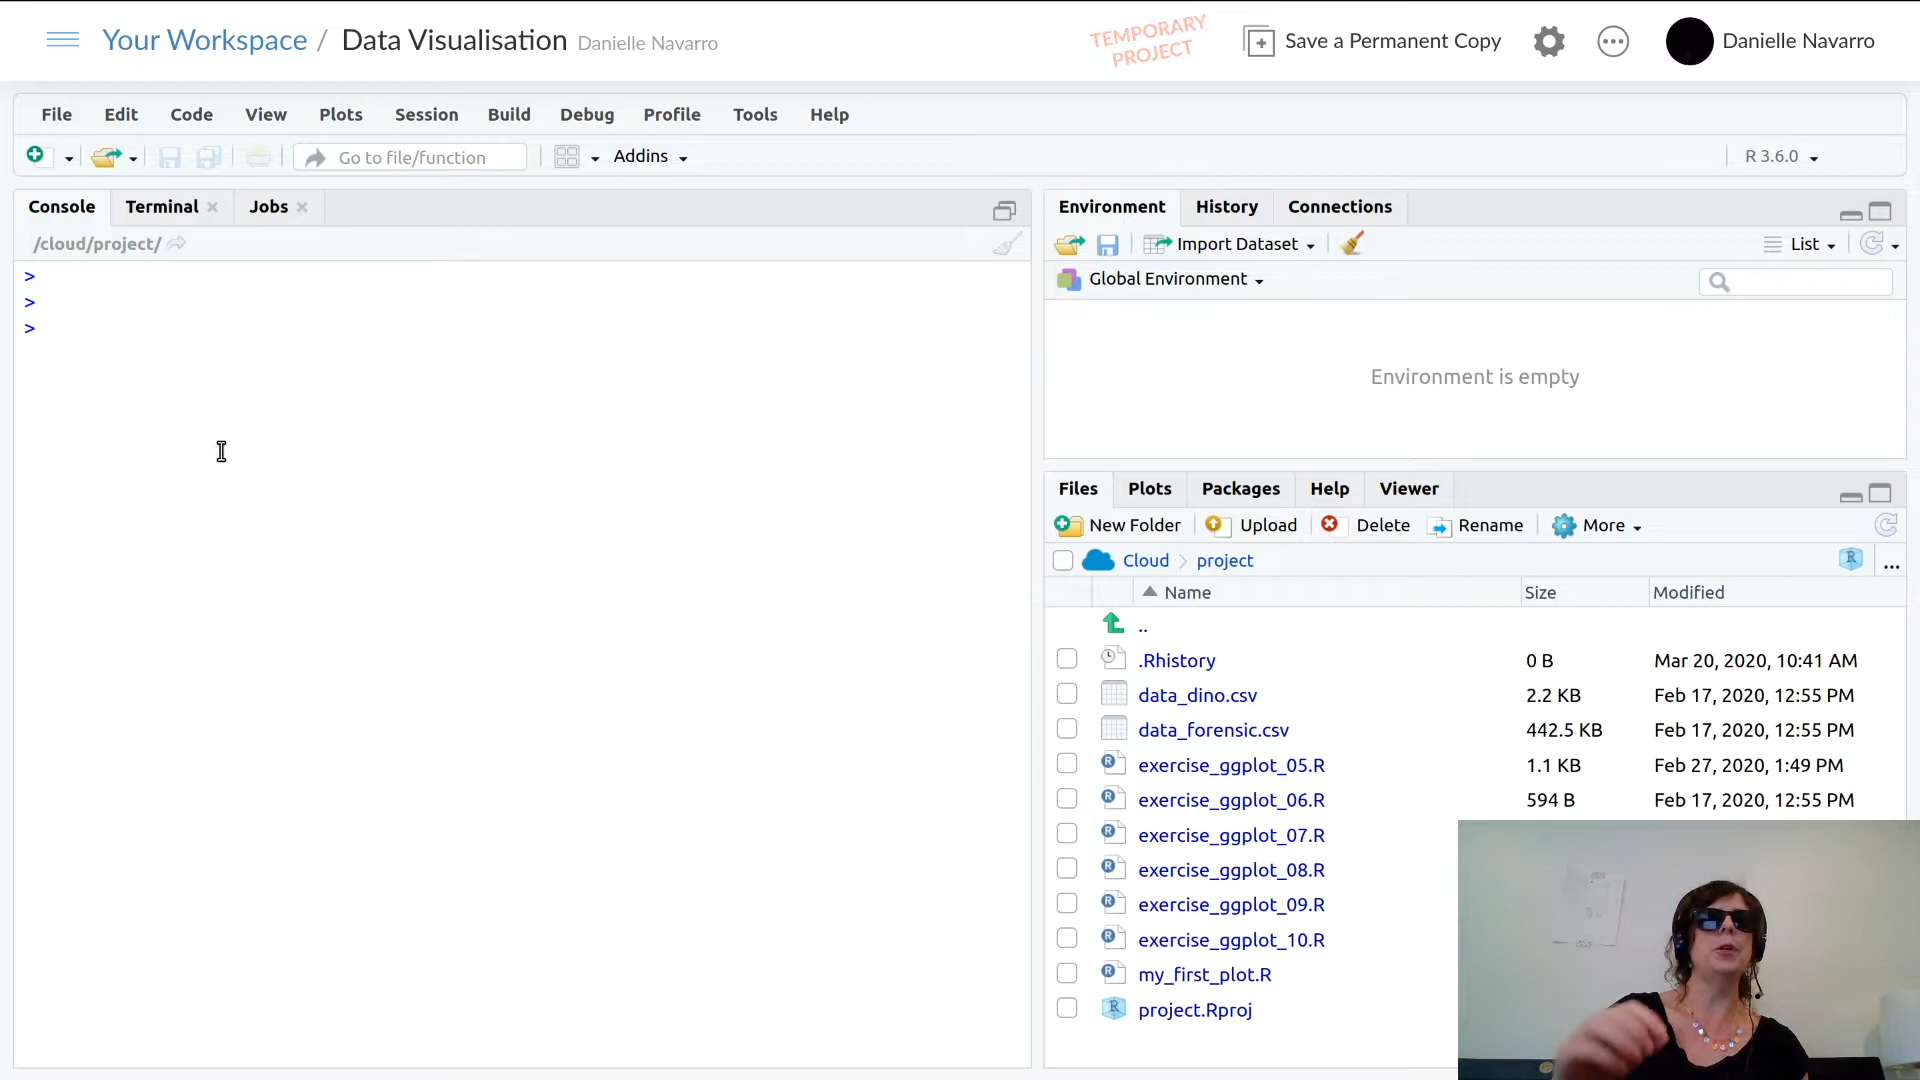 Your Workspace / Data Visualisation Danielle Navarro
TEMPORARY
PROJECT
Save a Permanent Copy
Danielle Navarro
File Edit Code View Plots Session Build Debug Profile Tools Help
Go to file/function
Addins
R 3.6.0
Console Terminal Jobs
/cloud/project/
>
>
>
Environment History Connections
Import Dataset
List
Global Environment
Environment is empty
Files Plots Packages Help Viewer
New Folder Upload Delete Rename More
Cloud project
...
Name Size Modified
..
.Rhistory 0 B Mar 20, 2020, 10:41 AM
data_dino.csv 2.2 KB Feb 17, 2020, 12:55 PM
data_forensic.csv 442.5 KB Feb 17, 2020, 12:55 PM
exercise_ggplot_05.R 1.1 KB Feb 27, 2020, 1:49 PM
exercise_ggplot_06.R 594 B Feb 17, 2020, 12:55 PM
exercise_ggplot_07.R
exercise_ggplot_08.R
exercise_ggplot_09.R
exercise_ggplot_10.R
my_first_plot.R
project.Rproj